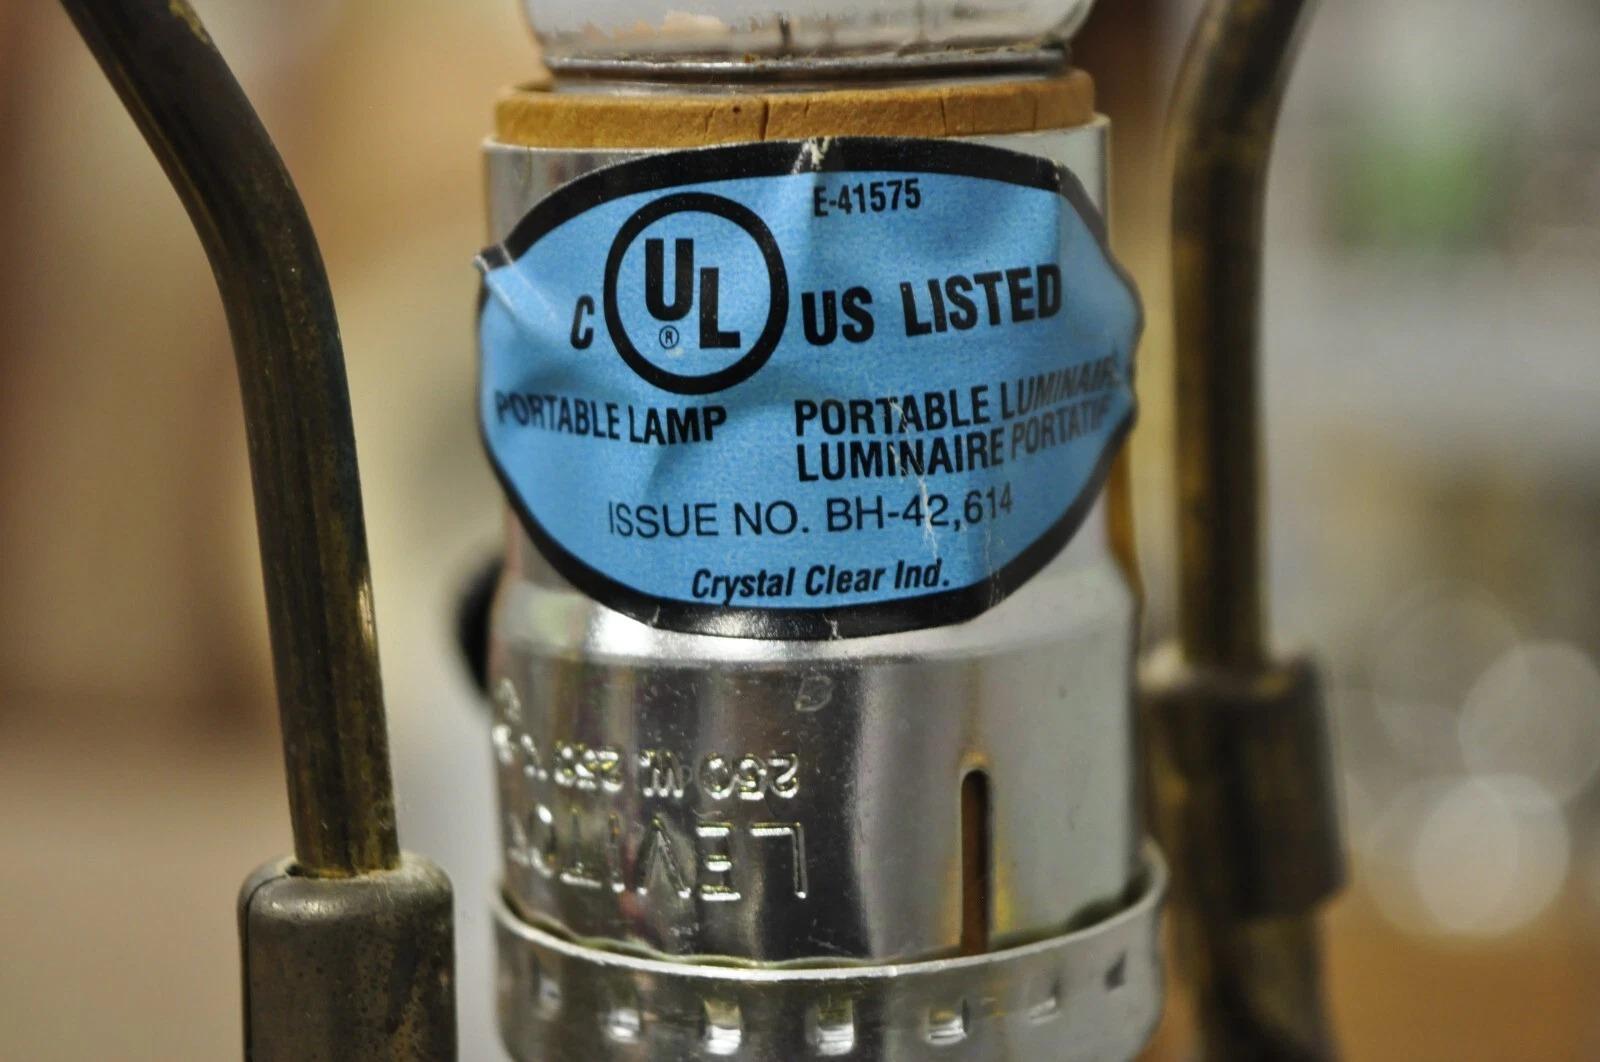 E-41575
C UL ® US LISTED
PORTABLE LAMP
PORTABLE LUMINAIRE
LUMINAIRE PORTATIF
ISSUE NO. BH-42,614
Crystal Clear Ind.
250 W. 250 V.
LEVITON